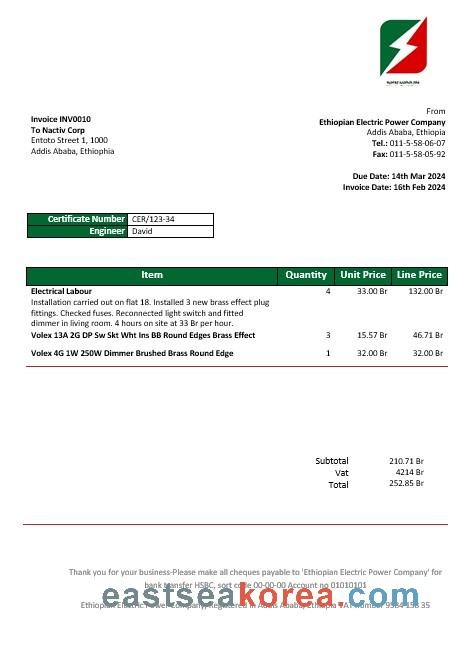 From
Invoice INV0010
Ethiopian Electric Power Company
To Nactiv Corp
Addis Ababa, Ethiopia
Entoto Street 1, 1000
Tel.: 011-5-58-06-07
Addis Ababa, Ethiophia
Fax: 011-5-58-05-92
Due Date: 14th Mar 2024
Invoice Date: 16th Feb 2024
Certificate Number CER/123-34
Engineer David
Item Quantity Unit Price Line Price
Electrical Labour 4 33.00 Br 132.00 Br
Installation carried out on flat 18. Installed 3 new brass effect plug
fittings. Checked fuses. Reconnected light switch and fitted
dimmer in living room. 4 hours on site at 33 Br per hour.
Volex 13A 2G DP Sw Skt Wht Ins BB Round Edges Brass Effect 3 15.57 Br 46.71 Br
Volex 4G 1W 250W Dimmer Brushed Brass Round Edge 1 32.00 Br 32.00 Br
Subtotal 210.71 Br
Vat 4214 Br
Total 252.85 Br
Thank you for your business-Please make all cheques payable to 'Ethiopian Electric Power Company' for
bank transfer HSBC, sort code 00-00-00 Account no 01010101
eastseakorea.com
Ethiopian Electric Power Company, Registered in Addis Ababa, Ethiopia VAT number 35